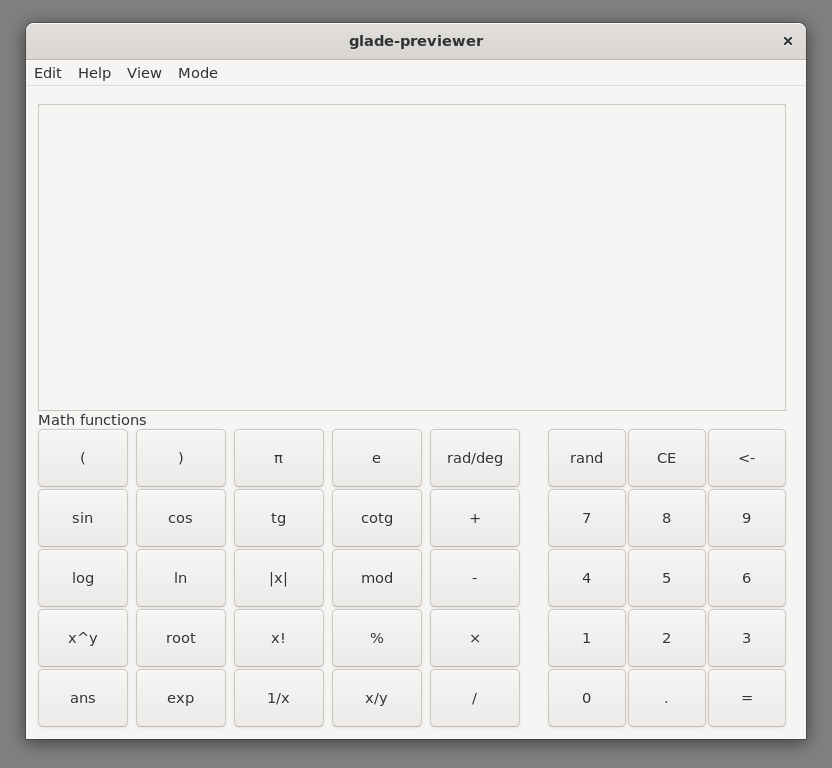 glade-previewer ×
Edit Help View Mode
Math functions
( ) π e rad/deg rand CE <-
sin cos tg cotg + 7 8 9
log ln |x| mod - 4 5 6
x^y root x! % × 1 2 3
ans exp 1/x x/y / 0 . =